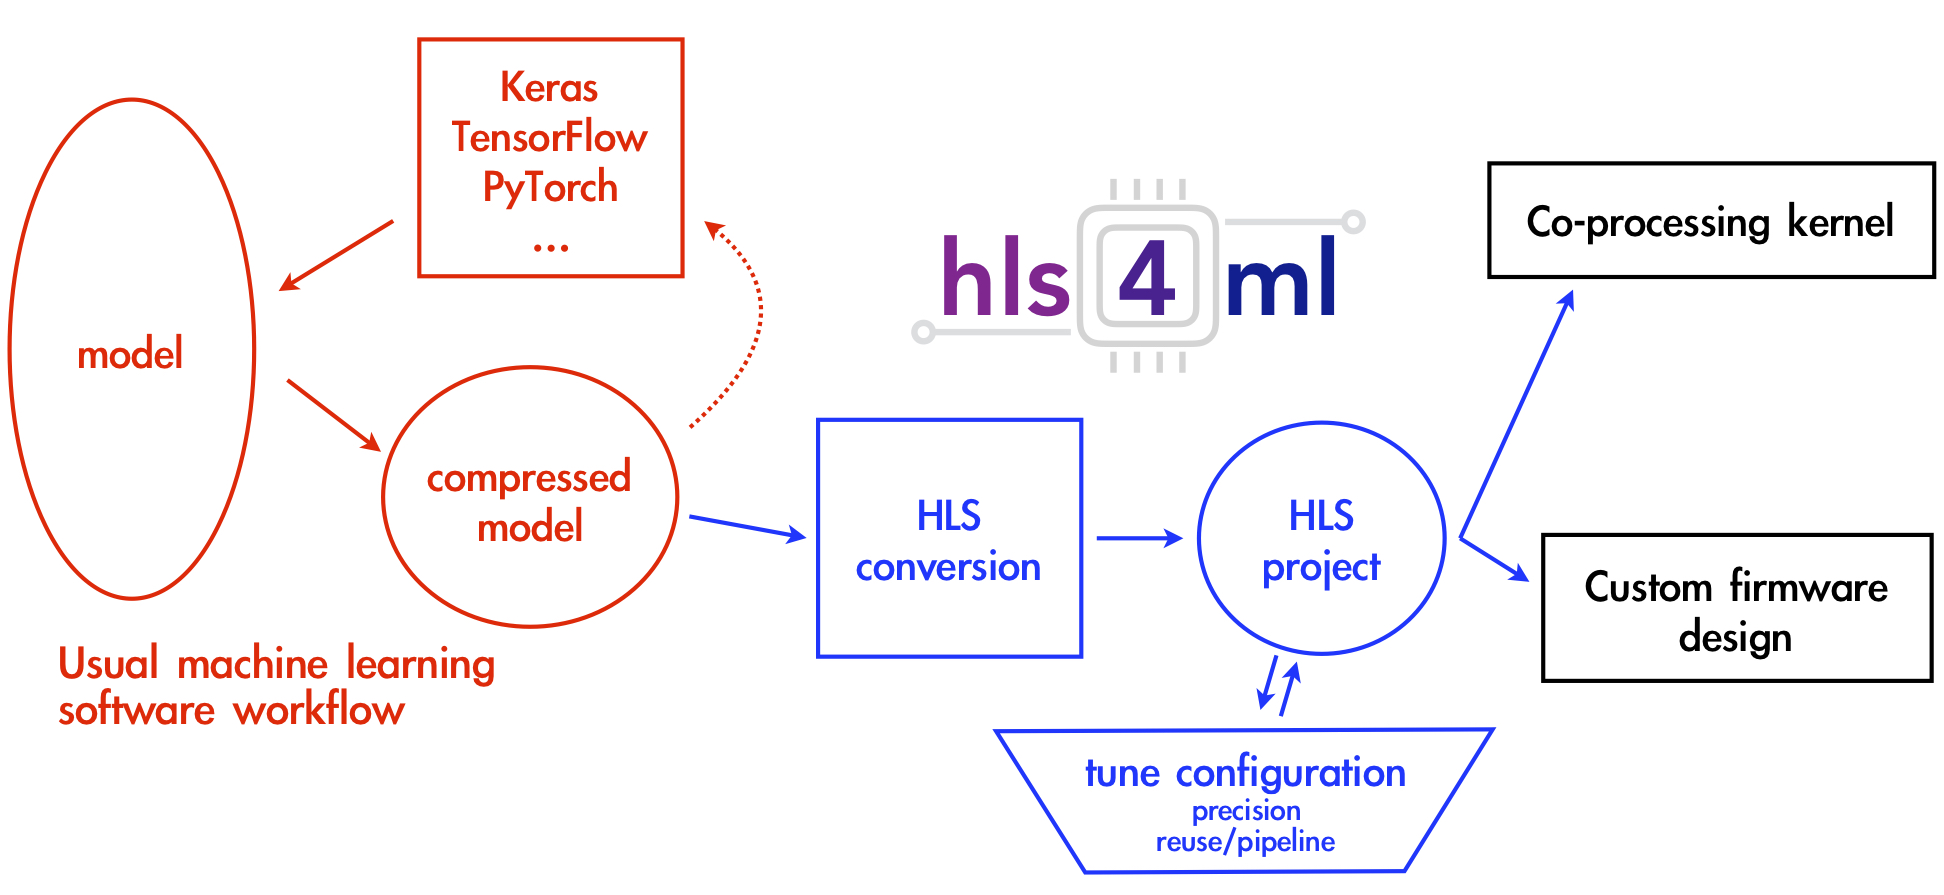 Keras
TensorFlow
PyTorch
...
model
compressed
model
Usual machine learning
software workflow
hls 4 ml
HLS
conversion
HLS
project
tune configuration
precision
reuse/pipeline
Co-processing kernel
Custom firmware
design